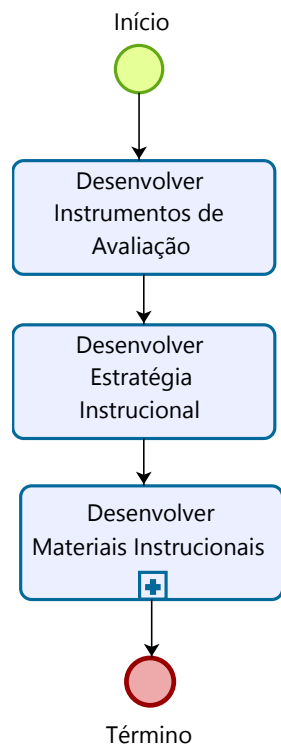 Início
Desenvolver
Instrumentos de
Avaliação
Desenvolver
Estratégia
Instrucional
Desenvolver
Materiais Instrucionais
Término